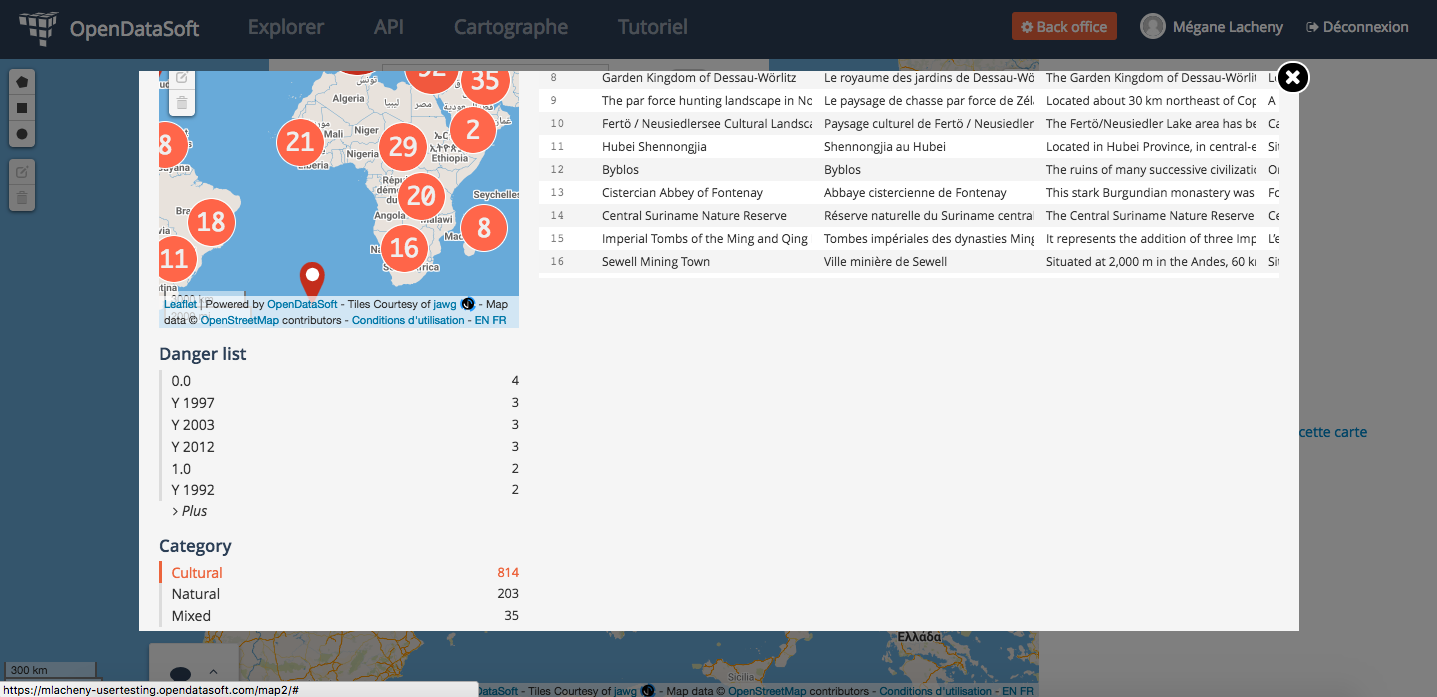 OpenDataSoft
Explorer
API
Cartographe
Tutoriel
Back office
Mégane Lacheny
Déconnexion
35
Algeria
ليبيا
مصر
21
Mali
Niger
29
2
8
Nigeria
Ethiopia
20
Seychelles
18
Angola
Malawi
8
16
11
Leaflet | Powered by OpenDataSoft - Tiles Courtesy of jawg - Map
data © OpenStreetMap contributors - Conditions d'utilisation - EN FR
8 Garden Kingdom of Dessau-Wörlitz Le royaume des jardins de Dessau-Wö The Garden Kingdom of Dessau-Wörlit
9 The par force hunting landscape in No Le paysage de chasse par force de Zéla Located about 30 km northeast of Cop A
10 Fertö / Neusiedlersee Cultural Landsca Paysage culturel de Fertö / Neusiedler The Fertö/Neusiedler Lake area has be Ca
11 Hubei Shennongjia Shennongjia au Hubei Located in Hubei Province, in central-e Sit
12 Byblos Byblos The ruins of many successive civilizatio Or
13 Cistercian Abbey of Fontenay Abbaye cistercienne de Fontenay This stark Burgundian monastery was Fo
14 Central Suriname Nature Reserve Réserve naturelle du Suriname central The Central Suriname Nature Reserve Ce
15 Imperial Tombs of the Ming and Qing Tombes impériales des dynasties Ming It represents the addition of three Imp L'e
16 Sewell Mining Town Ville minière de Sewell Situated at 2,000 m in the Andes, 60 k Sit
Danger list
0.0 4
Y 1997 3
Y 2003 3
Y 2012 3
1.0 2
Y 1992 2
Plus
Category
Cultural 814
Natural 203
Mixed 35
cette carte
Ελλάδα
Sicilia
300 km
https://mlacheny-usertesting.opendatasoft.com/map2/#
DataSoft - Tiles Courtesy of jawg - Map data © OpenStreetMap contributors - Conditions d'utilisation - EN FR